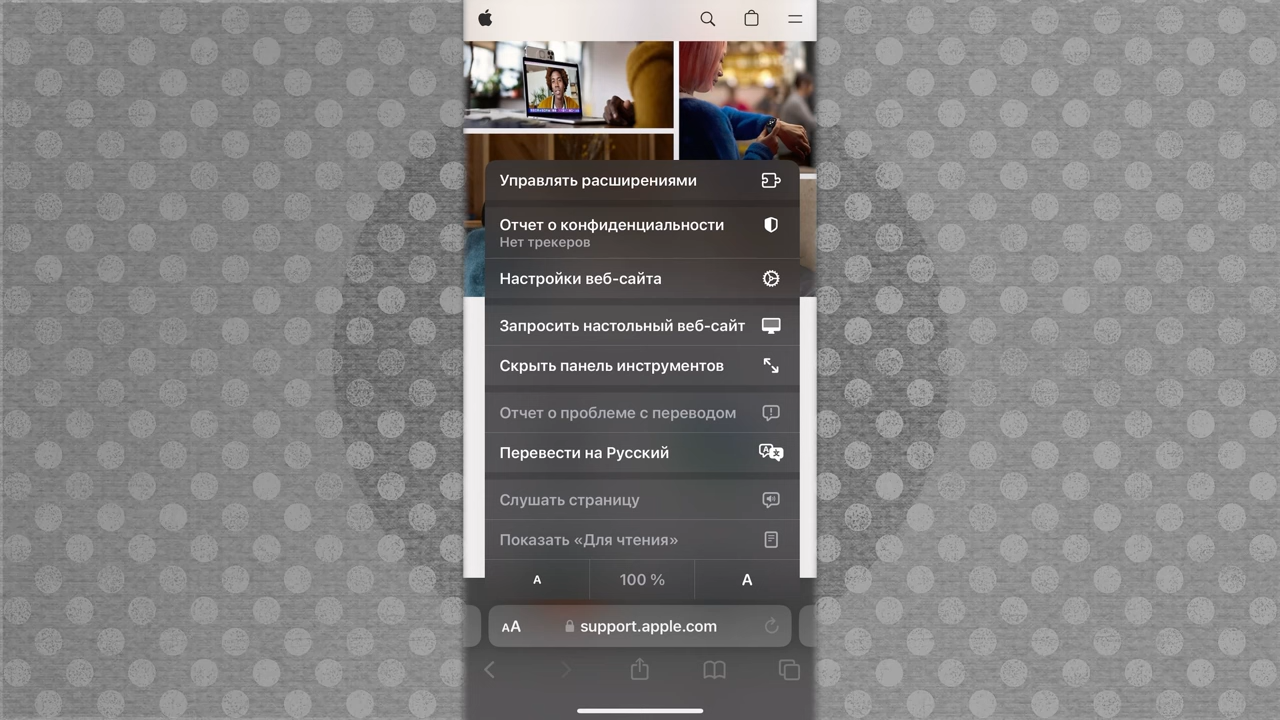 Управлять расширениями
Отчет о конфиденциальности
Нет трекеров
Настройки веб-сайта
Запросить настольный веб-сайт
Скрыть панель инструментов
Отчет о проблеме с переводом
Перевести на Русский
Слушать страницу
Показать «Для чтения»
A 100 % A
AA support.apple.com